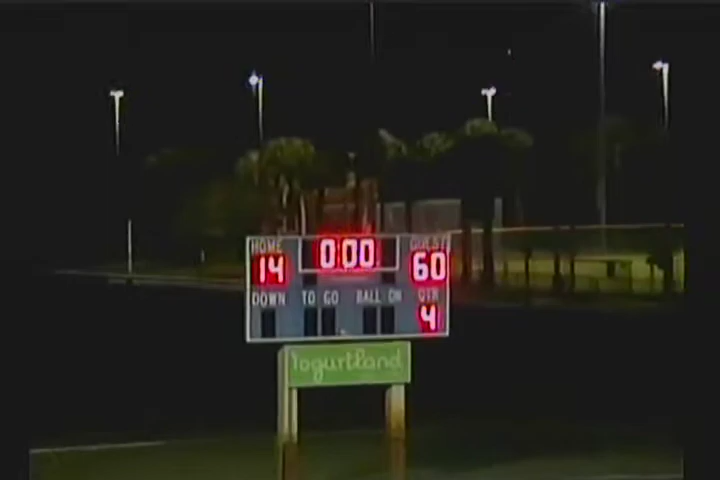 HOME 0:00 GUEST
14 60
DOWN TO GO BALL ON QTR
4
Yogurtland